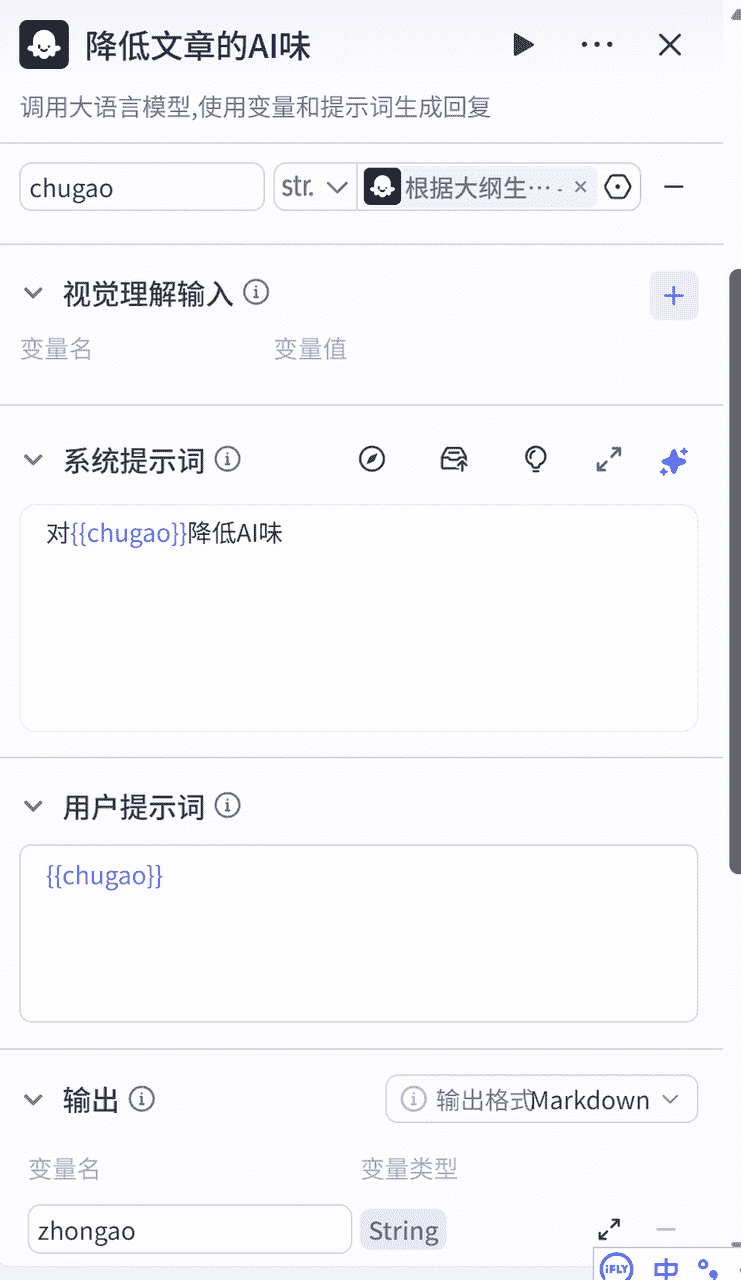 降低文章的AI味
调用大语言模型,使用变量和提示词生成回复
chugao str. 根据大纲生··· -
视觉理解输入
变量名 变量值
系统提示词
对{{chugao}}降低AI味
用户提示词
{{chugao}}
输出 输出格式Markdown
变量名 变量类型
zhongao String
iFLY 中